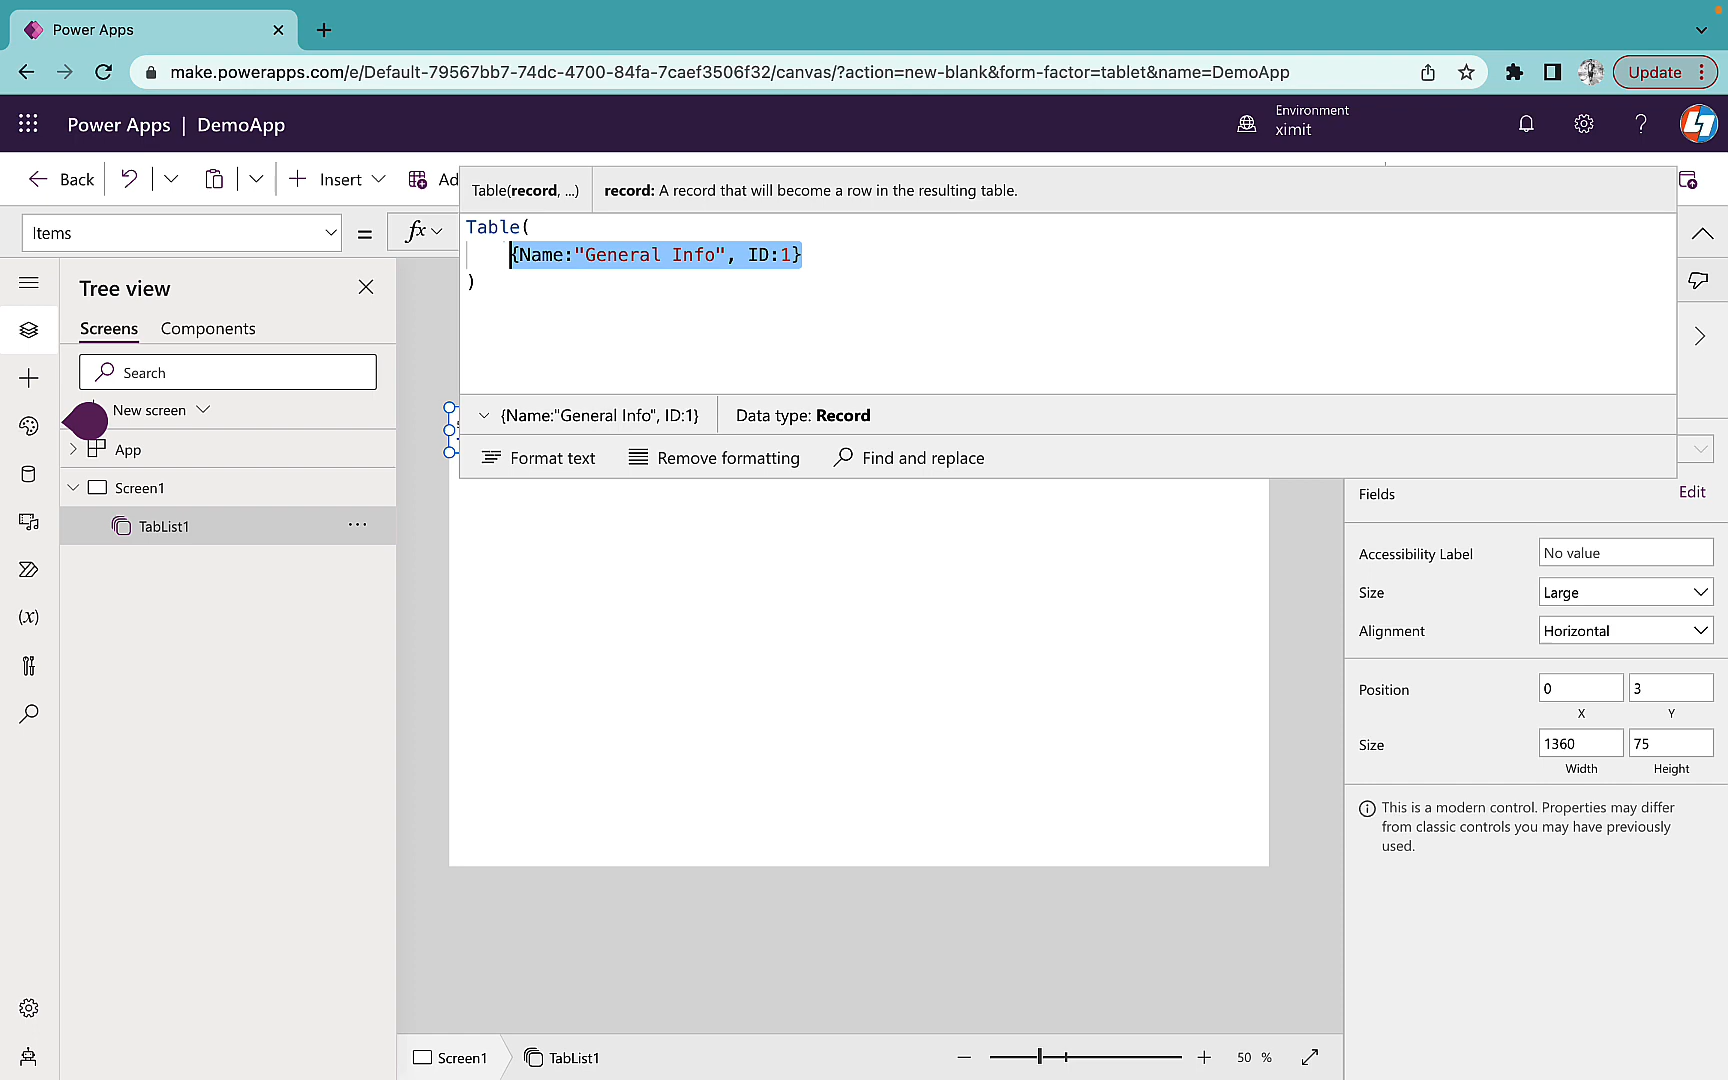 Power Apps
make.powerapps.com/e/Default-79567bb7-74dc-4700-84fa-7caef3506f32/canvas/?action=new-blank&form-factor=tablet&name=DemoApp
Update
Power Apps | DemoApp
Environment
ximit
Back
Insert
Ad
Table(record, ...)
record: A record that will become a row in the resulting table.
Items
=
fx
Table(
{Name:"General Info", ID:1}
)
Tree view
Screens
Components
Search
New screen
App
Screen1
TabList1
{Name:"General Info", ID:1}
Data type: Record
Format text
Remove formatting
Find and replace
Fields
Edit
Accessibility Label
No value
Size
Large
Alignment
Horizontal
Position
0
3
X
Y
Size
1360
75
Width
Height
This is a modern control. Properties may differ
from classic controls you may have previously
used.
Screen1
TabList1
50 %